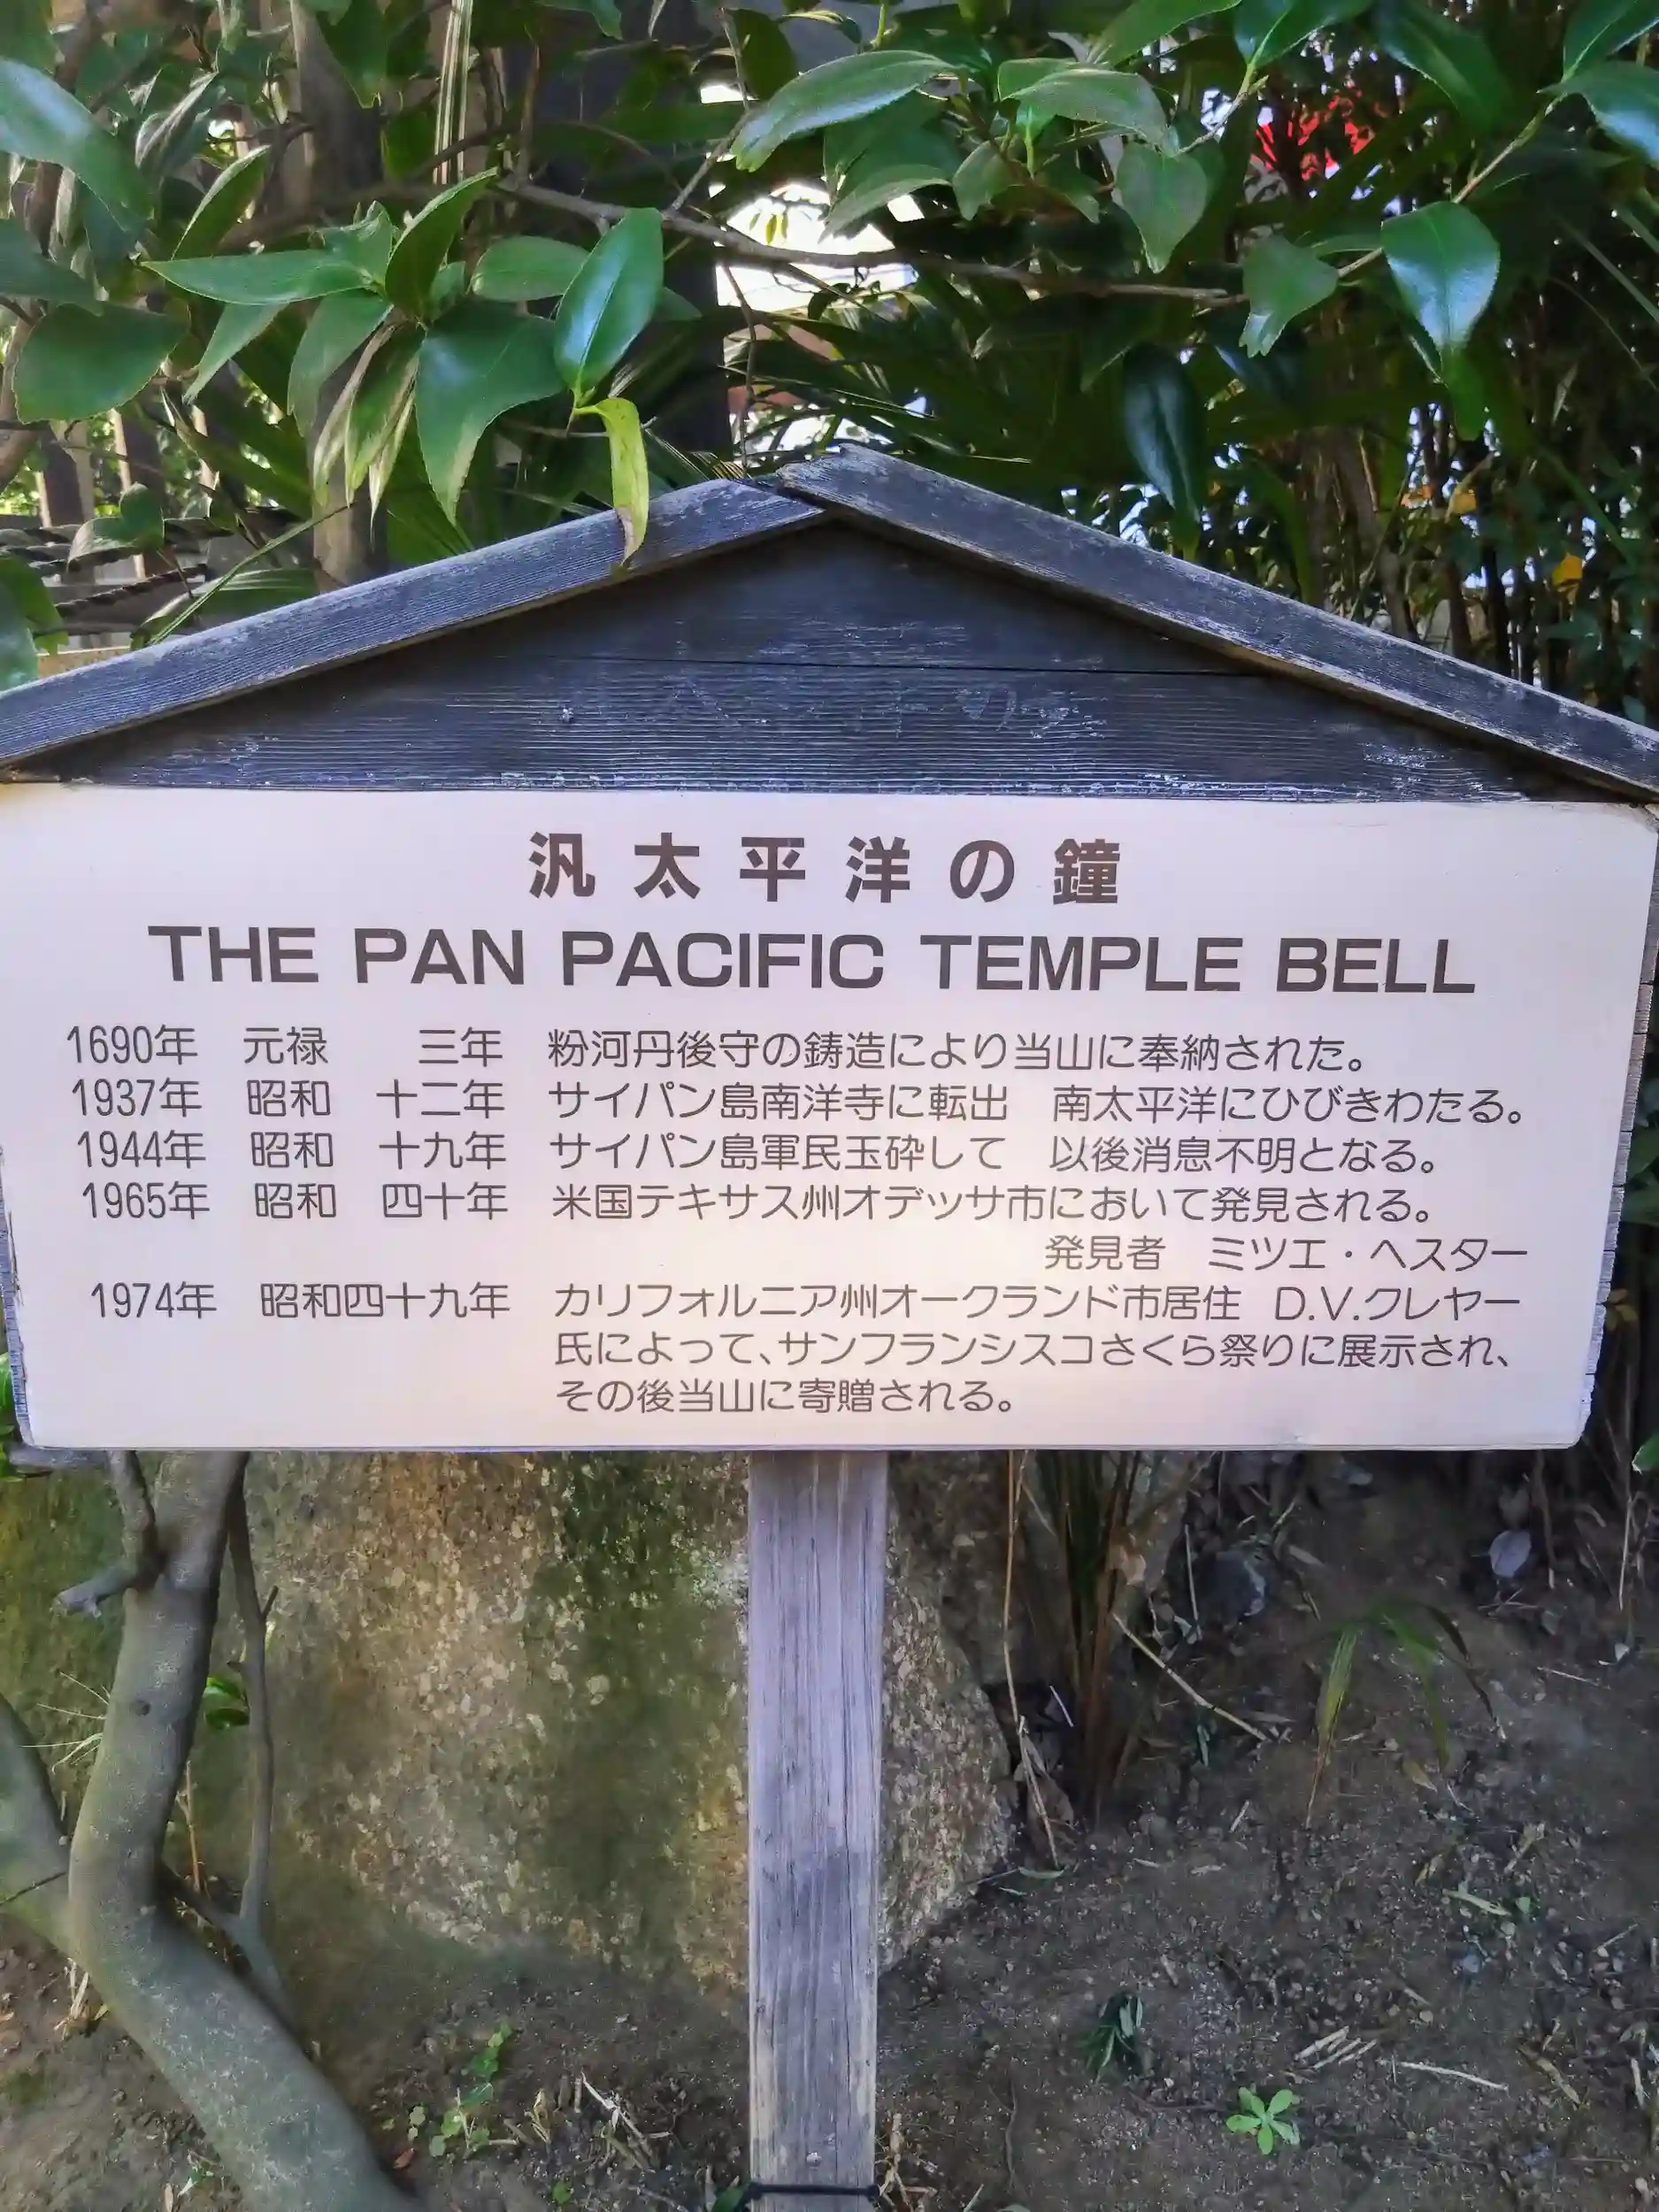 汎太平洋の鐘
THE PAN PACIFIC TEMPLE BELL
1690年 元禄 三年 粉河丹後守の鋳造により当山に奉納された。
1937年 昭和 十二年 サイパン島南洋寺に転出 南太平洋にひびきわたる。
1944年 昭和 十九年 サイパン島軍民玉砕して 以後消息不明となる。
1965年 昭和 四十年 米国テキサス州オデッサ市において発見される。
発見者 ミツエ・ヘスター
1974年 昭和四十九年 カリフォルニア州オークランド市居住 D.V.クレヤー
氏によって、サンフランシスコさくら祭りに展示され、
その後当山に寄贈される。